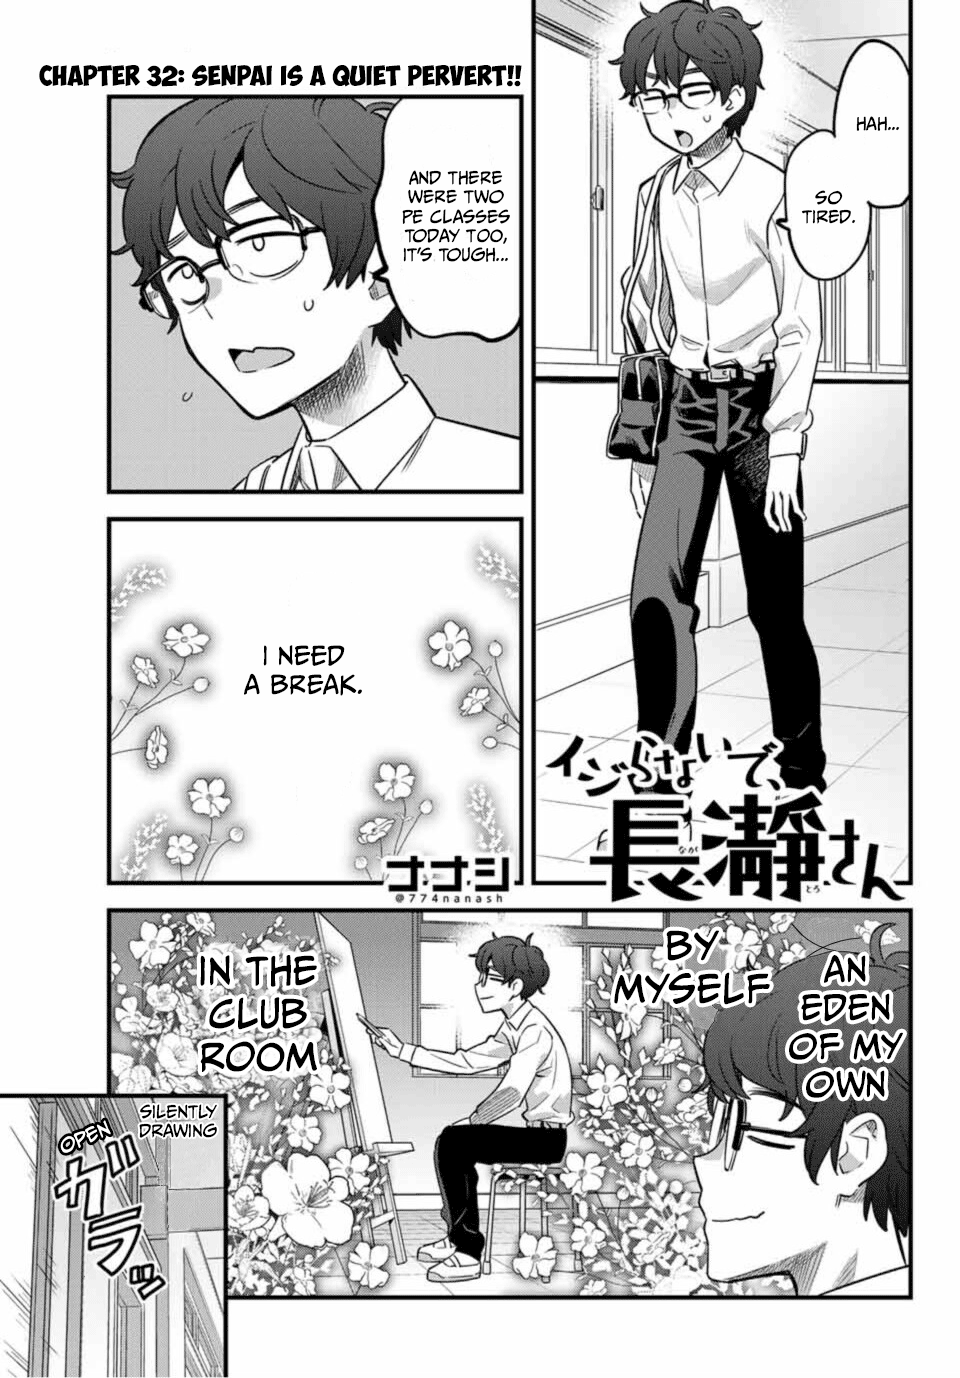 CHAPTER 32: SENPAI IS A QUIET PERVERT!!
HAH...
SO
TIRED.
AND THERE
WERE TWO
PE CLASSES
TODAY TOO,
IT'S TOUGH...
I NEED
A BREAK.
イジらないで、
長瀞さん
なが
とろ
ナナシ
@774nanash
AN
EDEN
OF MY
OWN
BY
MYSELF
IN THE
CLUB
ROOM
SILENTLY
DRAWING
OPEN
ガラッ